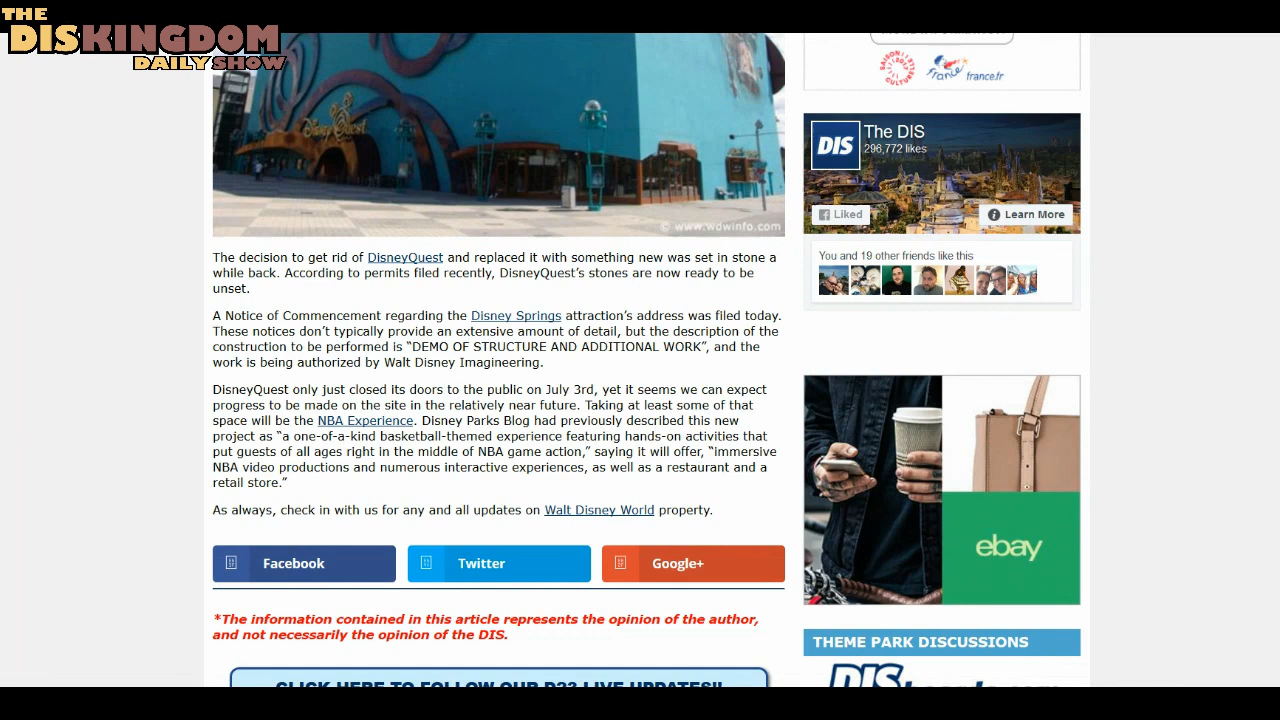 THE
DISKINGDOM
DAILY SHOW
DisneyQuest
© www.wdwinfo.com
The decision to get rid of DisneyQuest and replaced it with something new was set in stone a
while back. According to permits filed recently, DisneyQuest's stones are now ready to be
unset.
A Notice of Commencement regarding the Disney Springs attraction's address was filed today.
These notices don't typically provide an extensive amount of detail, but the description of the
construction to be performed is “DEMO OF STRUCTURE AND ADDITIONAL WORK”, and the
work is being authorized by Walt Disney Imagineering.
DisneyQuest only just closed its doors to the public on July 3rd, yet it seems we can expect
progress to be made on the site in the relatively near future. Taking at least some of that
space will be the NBA Experience. Disney Parks Blog had previously described this new
project as “a one-of-a-kind basketball-themed experience featuring hands-on activities that
put guests of all ages right in the middle of NBA game action,” saying it will offer, “immersive
NBA video productions and numerous interactive experiences, as well as a restaurant and a
retail store.”
As always, check in with us for any and all updates on Walt Disney World property.
Facebook
Twitter
Google+
*The information contained in this article represents the opinion of the author,
and not necessarily the opinion of the DIS.
CLICK HERE TO FOLLOW OUR D23 LIVE UPDATES!!
france.fr
DIS
The DIS
296,772 likes
Liked
Learn More
You and 19 other friends like this
ebay
THEME PARK DISCUSSIONS
DIS